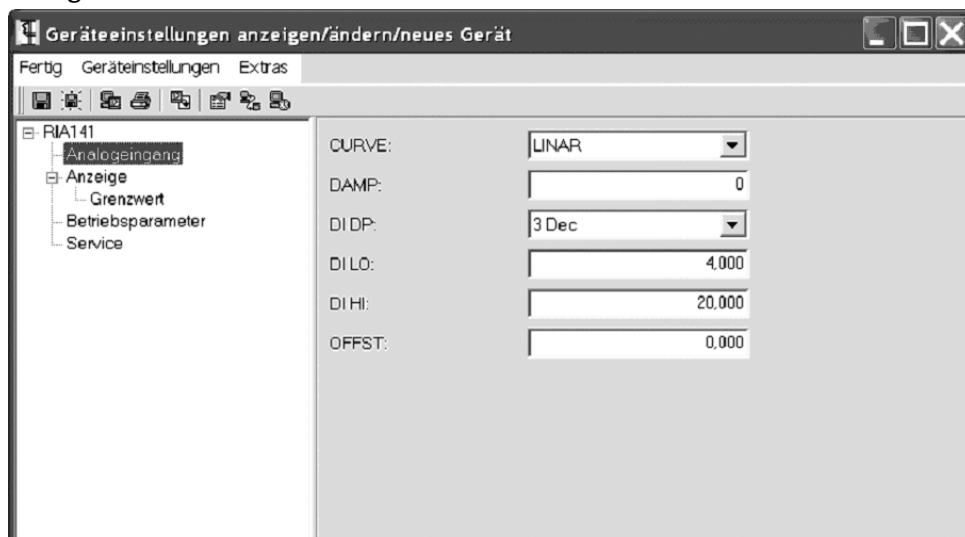 Geräteeinstellungen anzeigen/ändern/neues Gerät
Fertig Geräteinstellungen Extras
RIA141
Analogeingang
Anzeige
Grenzwert
Betriebsparameter
Service
CURVE: LINAR
DAMP: 0
DI DP: 3 Dec
DI LO: 4,000
DI HI: 20,000
OFFST: 0,000